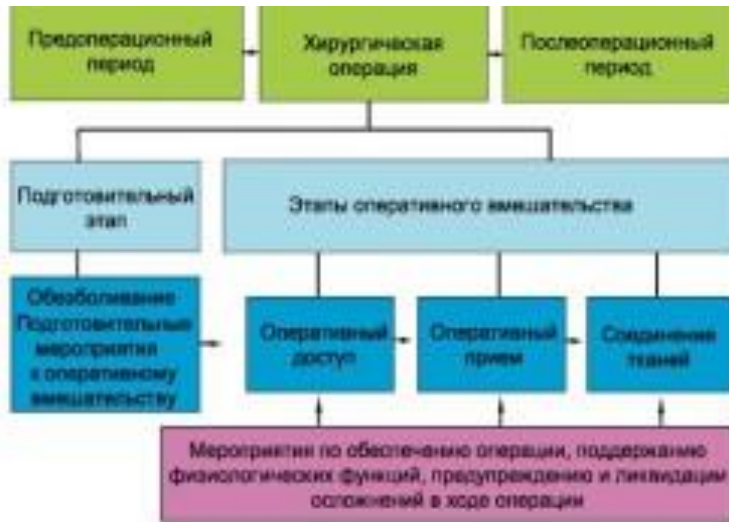 Предоперационный
период
Хирургическая
операция
Послеоперационный
период
Подготовительный
этап
Этапы оперативного вмешательства
Обезболивание
Подготовительные
мероприятия
к оперативному
вмешательству
Оперативный
доступ
Оперативный
прием
Соединение
тканей
Мероприятия по обеспечению операции, поддержанию
физиологических функций, предупреждению и ликвидации
осложнений в ходе операции